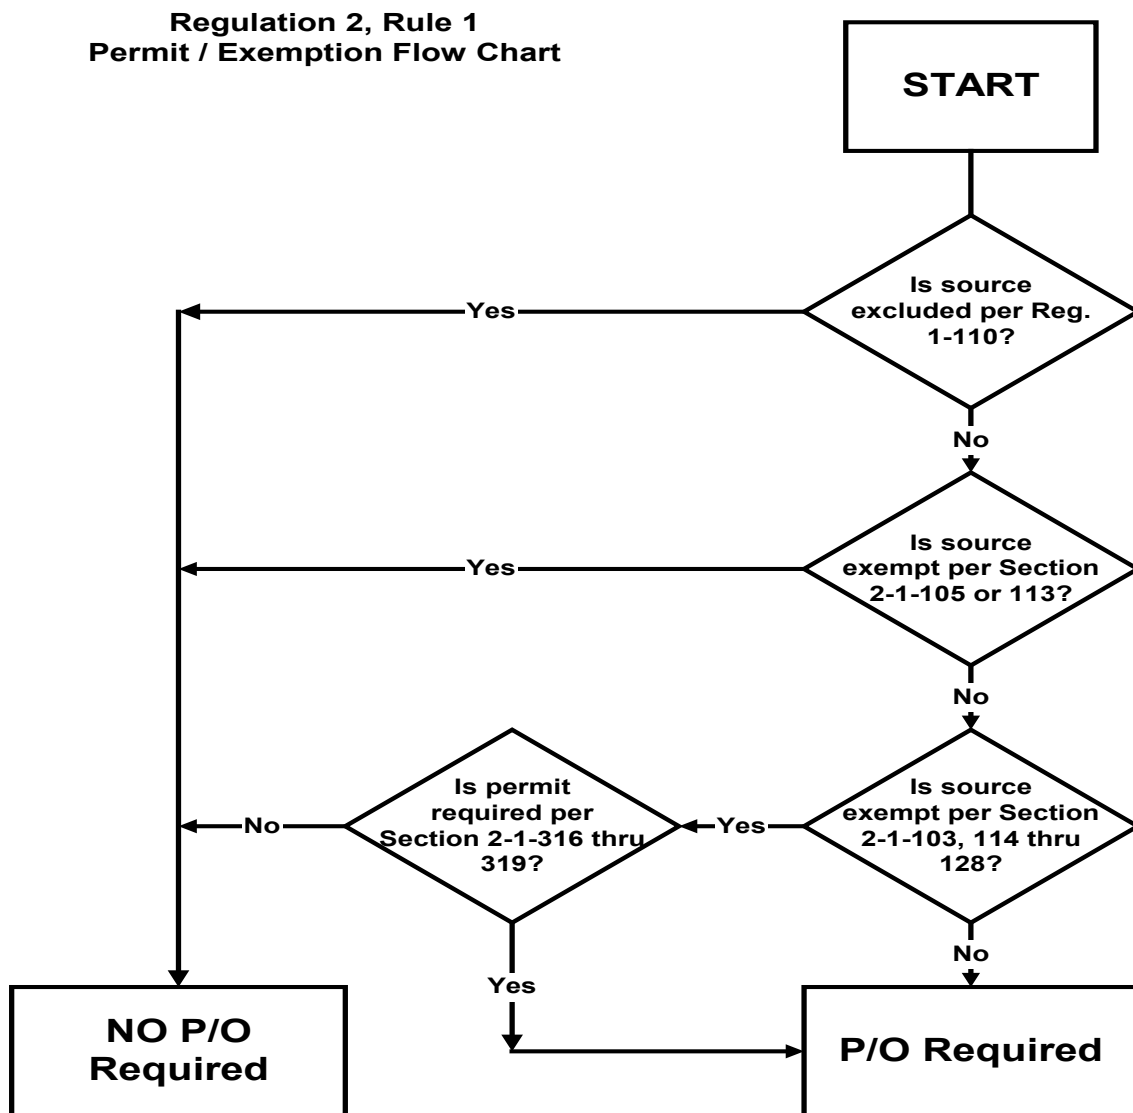 Regulation 2, Rule 1
Permit / Exemption Flow Chart
START
Is source
excluded per Reg.
1-110?
Yes
No
Is source
exempt per Section
2-1-105 or 113?
Yes
No
Is source
exempt per Section
2-1-103, 114 thru
128?
Yes
Is permit
required per
Section 2-1-316 thru
319?
No
No
Yes
NO P/O
Required
P/O Required